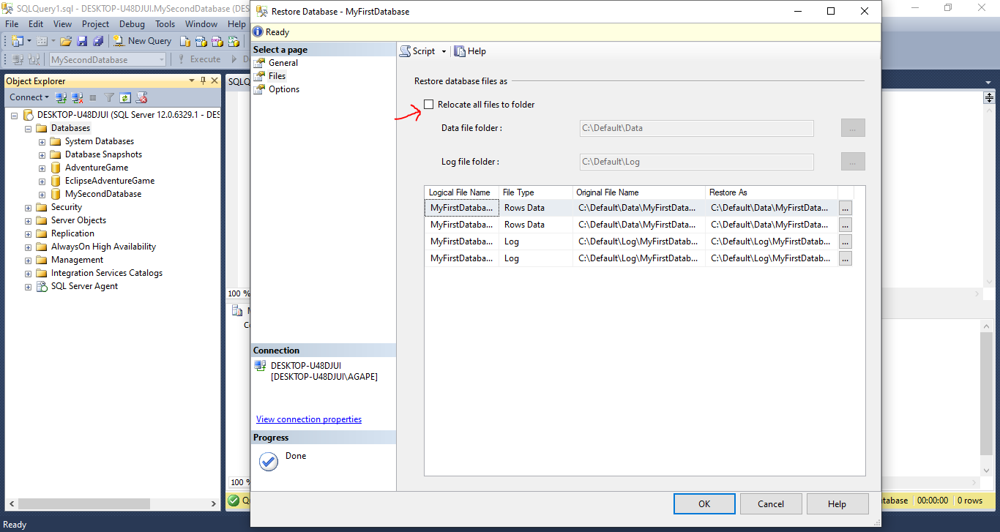 SQLQuery1.sql - DESKTOP-U48DJUI.MySecondDatabase (DES
File Edit View Project Debug Tools Window Help
New Query
MySecondDatabase
Execute
Object Explorer
Connect
DESKTOP-U48DJUI (SQL Server 12.0.6329.1 - DES
Databases
System Databases
Database Snapshots
AdventureGame
EclipseAdventureGame
MySecondDatabase
Security
Server Objects
Replication
AlwaysOn High Availability
Management
Integration Services Catalogs
SQL Server Agent
SQLQ
100 %
100 %
Restore Database - MyFirstDatabase
Ready
Select a page
General
Files
Options
Connection
DESKTOP-U48DJUI
[DESKTOP-U48DJUI\AGAPE]
View connection properties
Progress
Done
Script Help
Restore database files as
Relocate all files to folder
Data file folder : C:\Default\Data ...
Log file folder : C:\Default\Log ...
Logical File Name File Type Original File Name Restore As
MyFirstDataba... Rows Data C:\Default\Data\MyFirstData... C:\Default\Data\MyFirstData... ...
MyFirstDataba... Rows Data C:\Default\Data\MyFirstData... C:\Default\Data\MyFirstData... ...
MyFirstDataba... Log C:\Default\Log\MyFirstDatab... C:\Default\Log\MyFirstDatab... ...
MyFirstDataba... Log C:\Default\Log\MyFirstDatab... C:\Default\Log\MyFirstDatab... ...
OK Cancel Help
tabase 00:00:00 0 rows
Ready